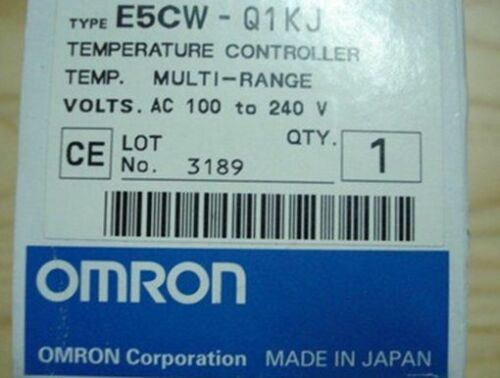 TYPE E5CW - Q1KJ
TEMPERATURE CONTROLLER
TEMP. MULTI-RANGE
VOLTS. AC 100 to 240 V
CE LOT No. 3189 QTY. 1
OMRON
OMRON Corporation MADE IN JAPAN